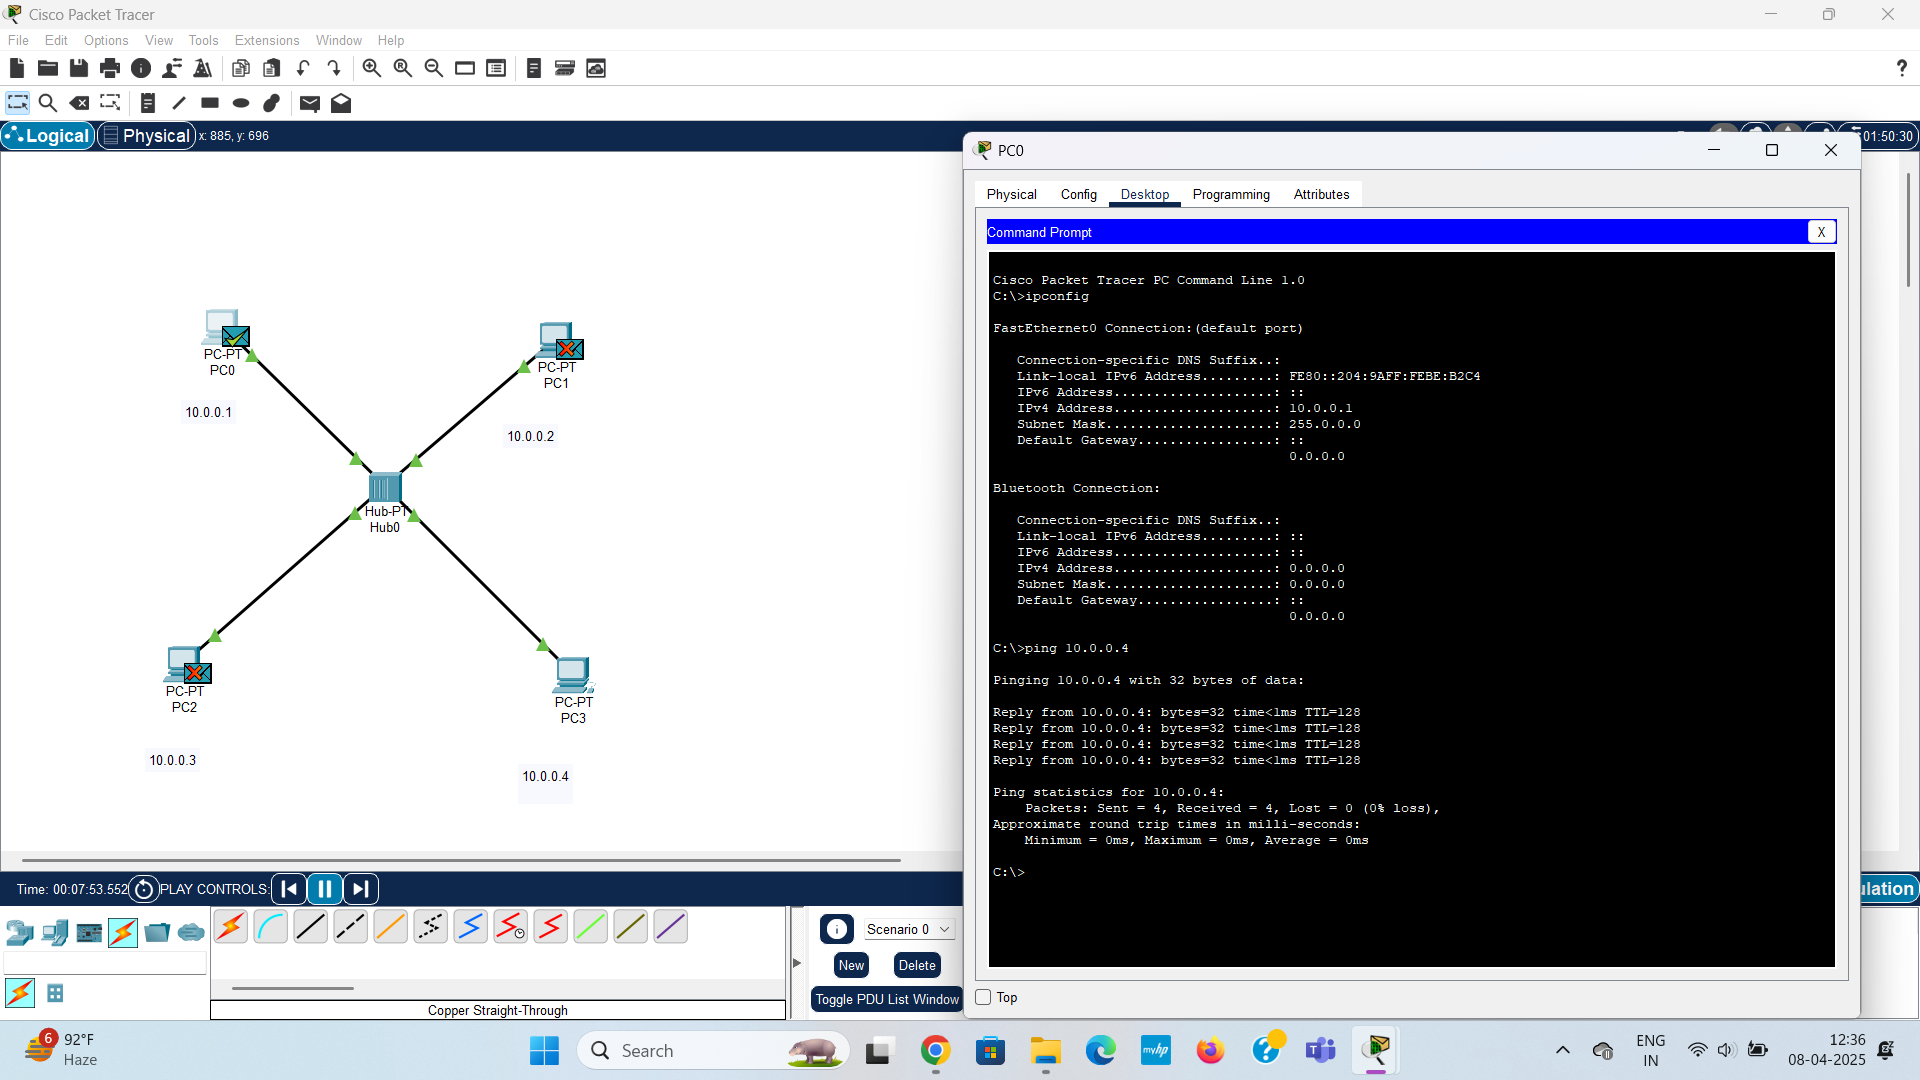 Cisco Packet Tracer
File Edit Options View Tools Extensions Window Help
?
Logical Physical x: 885, y: 696
01:50:30
PC-PT
PC0
10.0.0.1
PC-PT
PC1
10.0.0.2
Hub-PT
Hub0
PC-PT
PC2
10.0.0.3
PC-PT
PC3
10.0.0.4
Time: 00:07:53.552 PLAY CONTROLS:
ulation
Scenario 0
New Delete
Toggle PDU List Window
Copper Straight-Through
PC0
Physical Config Desktop Programming Attributes
Command Prompt X
Cisco Packet Tracer PC Command Line 1.0
C:\>ipconfig
FastEthernet0 Connection:(default port)
Connection-specific DNS Suffix..:
Link-local IPv6 Address.........: FE80::204:9AFF:FEBE:B2C4
IPv6 Address....................: ::
IPv4 Address....................: 10.0.0.1
Subnet Mask.....................: 255.0.0.0
Default Gateway.................: ::
0.0.0.0
Bluetooth Connection:
Connection-specific DNS Suffix..:
Link-local IPv6 Address.........: ::
IPv6 Address....................: ::
IPv4 Address....................: 0.0.0.0
Subnet Mask.....................: 0.0.0.0
Default Gateway.................: ::
0.0.0.0
C:\>ping 10.0.0.4
Pinging 10.0.0.4 with 32 bytes of data:
Reply from 10.0.0.4: bytes=32 time<1ms TTL=128
Reply from 10.0.0.4: bytes=32 time<1ms TTL=128
Reply from 10.0.0.4: bytes=32 time<1ms TTL=128
Reply from 10.0.0.4: bytes=32 time<1ms TTL=128
Ping statistics for 10.0.0.4:
Packets: Sent = 4, Received = 4, Lost = 0 (0% loss),
Approximate round trip times in milli-seconds:
Minimum = 0ms, Maximum = 0ms, Average = 0ms
C:\>
Top
6
92°F
Haze
Search
myhp
ENG
IN
12:36
08-04-2025